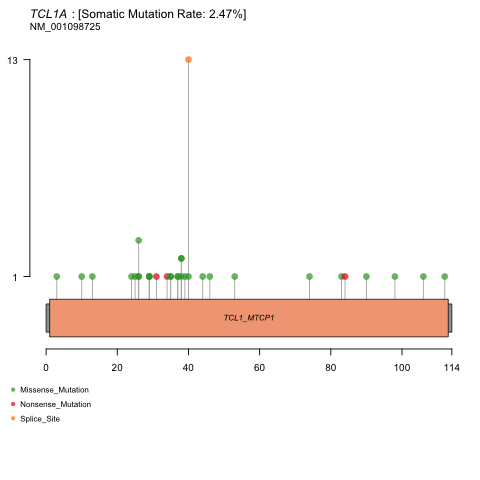 TCL1A : [Somatic Mutation Rate: 2.47%]
NM_001098725
13
1
TCL1_MTCP1
0 20 40 60 80 100 114
Missense_Mutation
Nonsense_Mutation
Splice_Site